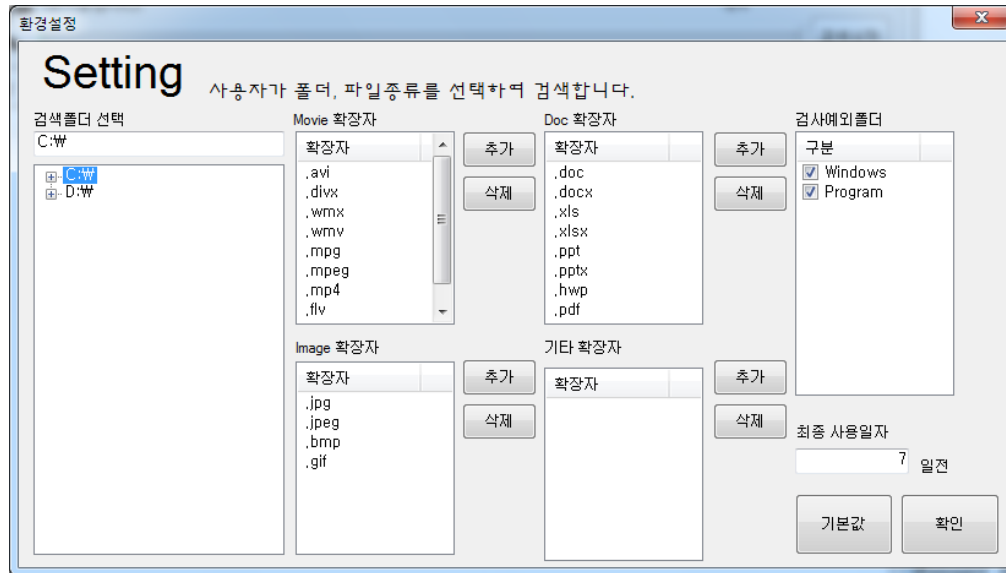 환경설정
Setting 사용자가 폴더, 파일종류를 선택하여 검색합니다.
검색폴더 선택
C:₩
C:₩
D:₩
Movie 확장자
확장자
.avi
.divx
.wmx
.wmv
.mpg
.mpeg
.mp4
.flv
추가
삭제
Doc 확장자
확장자
.doc
.docx
.xls
.xlsx
.ppt
.pptx
.hwp
.pdf
추가
삭제
검사예외폴더
구분
Windows
Program
Image 확장자
확장자
.jpg
.jpeg
.bmp
.gif
추가
삭제
기타 확장자
확장자
추가
삭제
최종 사용일자
7 일전
기본값
확인